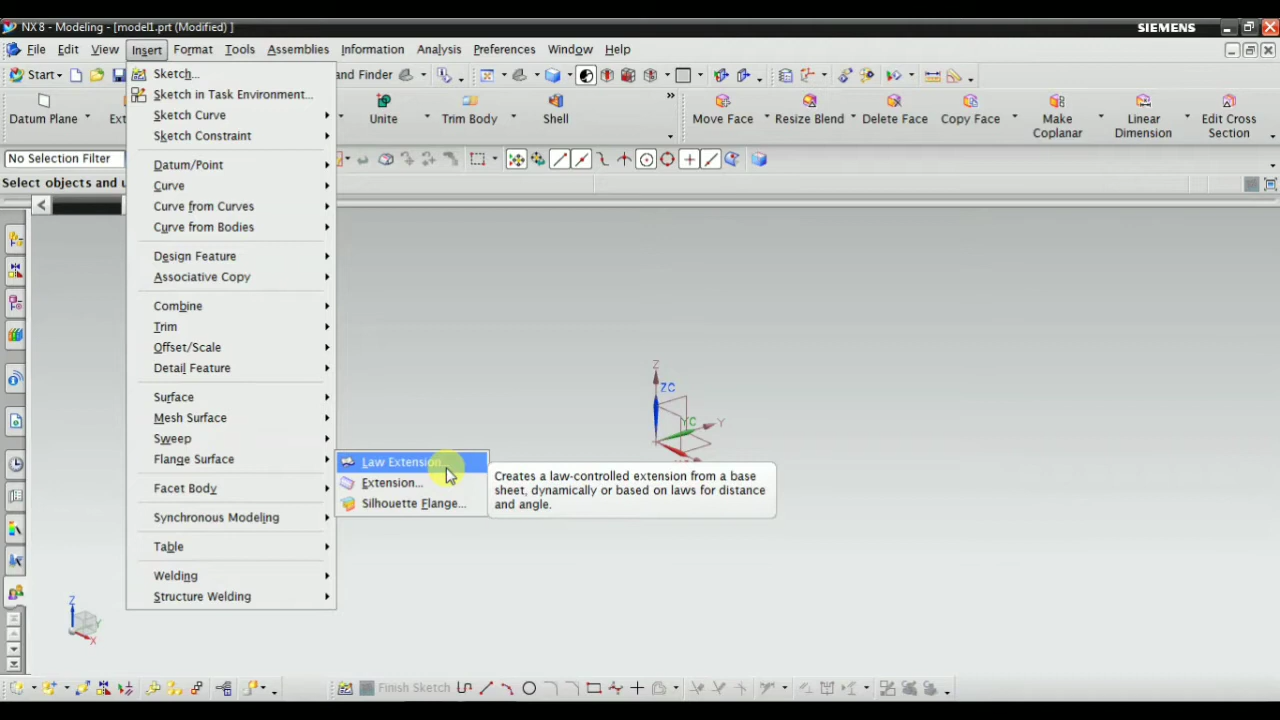 NX 8 - Modeling - [model1.prt (Modified) ]
SIEMENS
File Edit View Insert Format Tools Assemblies Information Analysis Preferences Window Help
Start
and Finder
Sketch...
Sketch in Task Environment...
Sketch Curve
Sketch Constraint
Datum/Point
Curve
Curve from Curves
Curve from Bodies
Design Feature
Associative Copy
Combine
Trim
Offset/Scale
Detail Feature
Surface
Mesh Surface
Sweep
Flange Surface
Facet Body
Synchronous Modeling
Table
Welding
Structure Welding
Law Extension...
Extension...
Silhouette Flange...
Creates a law-controlled extension from a base
sheet, dynamically or based on laws for distance
and angle.
Datum Plane
Unite
Trim Body
Shell
Move Face
Resize Blend
Delete Face
Copy Face
Make
Coplanar
Linear
Dimension
Edit Cross
Section
No Selection Filter
Select objects and u
Z
ZC
YC
Y
Z
Y
X
Finish Sketch